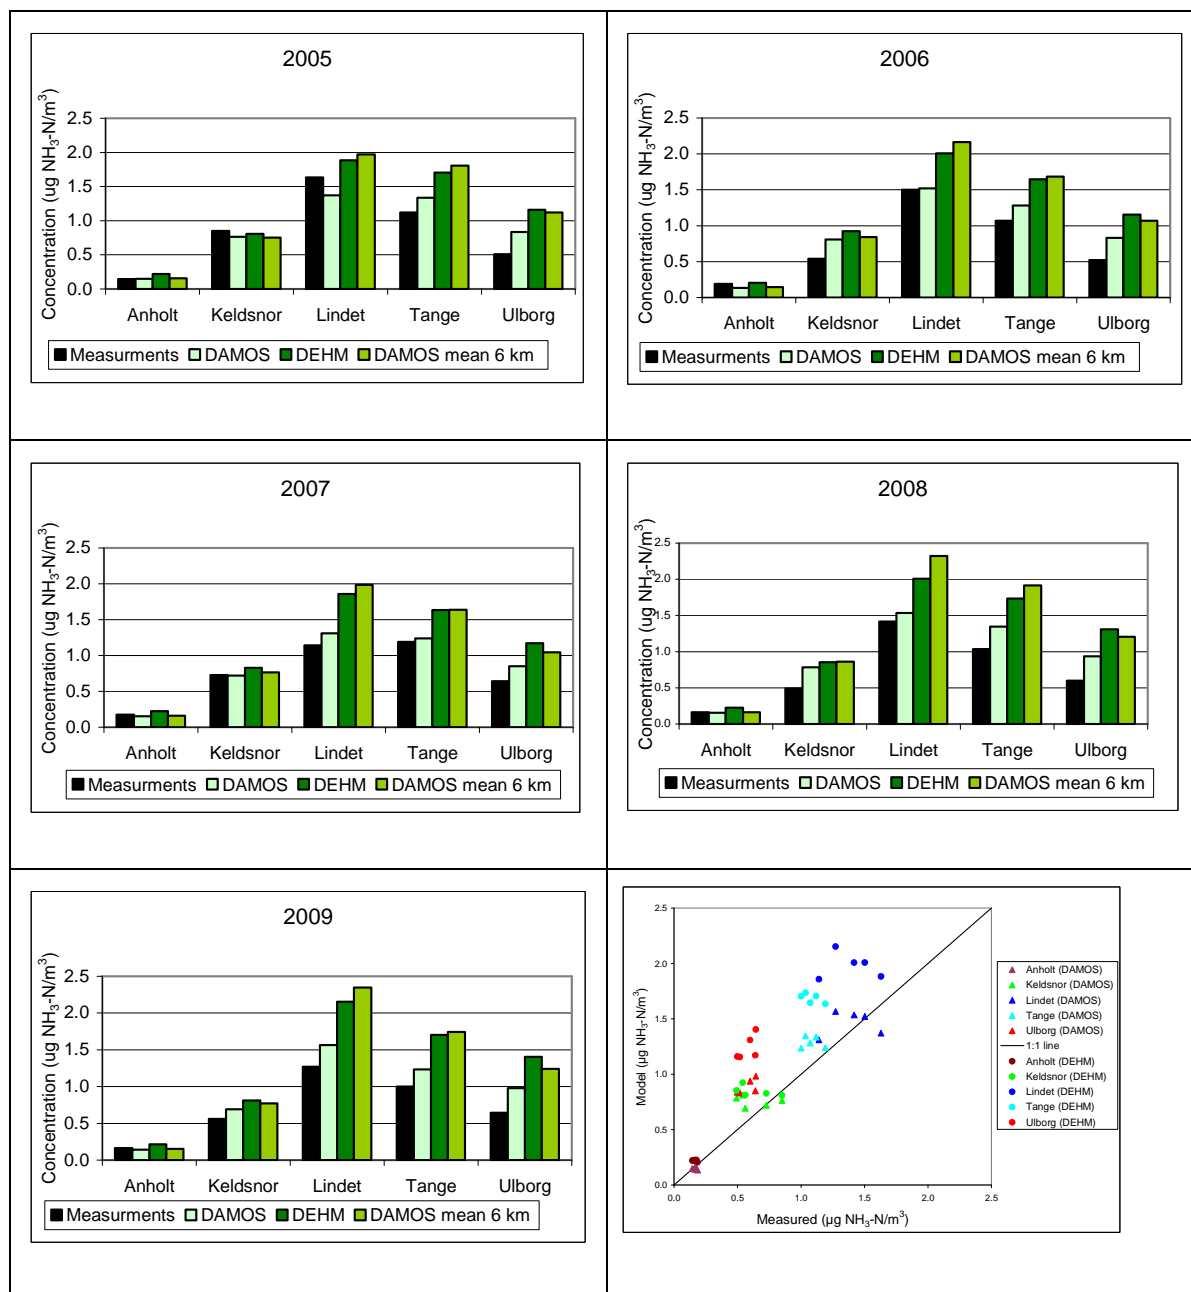 2005
Concentration (ug NH3-N/m3)
2.5
2.0
1.5
1.0
0.5
0.0
Anholt Keldsnor Lindet Tange Ulborg
Measurments DAMOS DEHM DAMOS mean 6 km
2006
Concentration (ug NH3-N/m3)
2.5
2.0
1.5
1.0
0.5
0.0
Anholt Keldsnor Lindet Tange Ulborg
Measurments DAMOS DEHM DAMOS mean 6 km
2007
Concentration (ug NH3-N/m3)
2.5
2.0
1.5
1.0
0.5
0.0
Anholt Keldsnor Lindet Tange Ulborg
Measurments DAMOS DEHM DAMOS mean 6 km
2008
Concentration (ug NH3-N/m3)
2.5
2.0
1.5
1.0
0.5
0.0
Anholt Keldsnor Lindet Tange Ulborg
Measurments DAMOS DEHM DAMOS mean 6 km
2009
Concentration (ug NH3-N/m3)
2.5
2.0
1.5
1.0
0.5
0.0
Anholt Keldsnor Lindet Tange Ulborg
Measurments DAMOS DEHM DAMOS mean 6 km
Model (µg NH3-N/m3)
2.5
2.0
1.5
1.0
0.5
0.0
0.0 0.5 1.0 1.5 2.0 2.5
Measured (µg NH3-N/m3)
Anholt (DAMOS)
Keldsnor (DAMOS)
Lindet (DAMOS)
Tange (DAMOS)
Ulborg (DAMOS)
1:1 line
Anholt (DEHM)
Keldsnor (DEHM)
Lindet (DEHM)
Tange (DEHM)
Ulborg (DEHM)